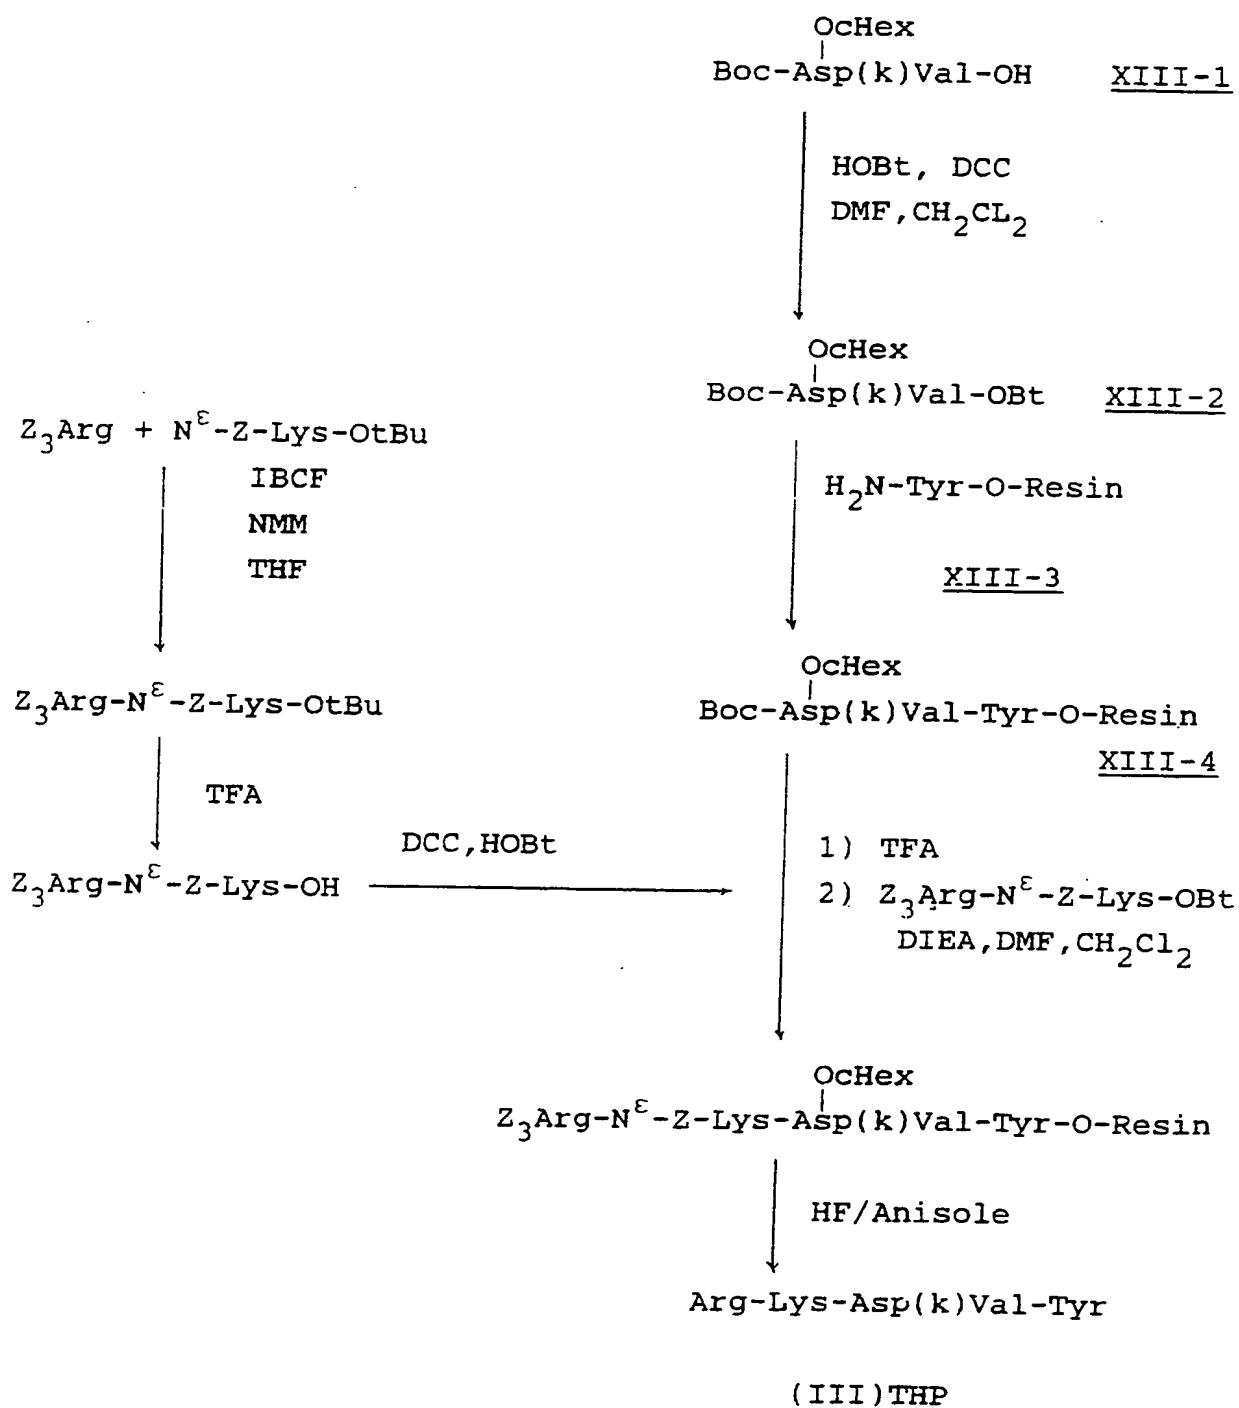 OcHex
Boc-Asp(k)Val-OH XIII-1
HOBt, DCC
DMF,CH2CL2
OcHex
Boc-Asp(k)Val-OBt XIII-2
Z3Arg + Nε-Z-Lys-OtBu
IBCF
NMM
THF
H2N-Tyr-O-Resin
XIII-3
OcHex
Z3Arg-Nε-Z-Lys-OtBu
Boc-Asp(k)Val-Tyr-O-Resin
XIII-4
TFA
DCC,HOBt
Z3Arg-Nε-Z-Lys-OH
1) TFA
2) Z3Arg-Nε-Z-Lys-OBt
DIEA,DMF,CH2Cl2
OcHex
Z3Arg-Nε-Z-Lys-Asp(k)Val-Tyr-O-Resin
HF/Anisole
Arg-Lys-Asp(k)Val-Tyr
(III)THP